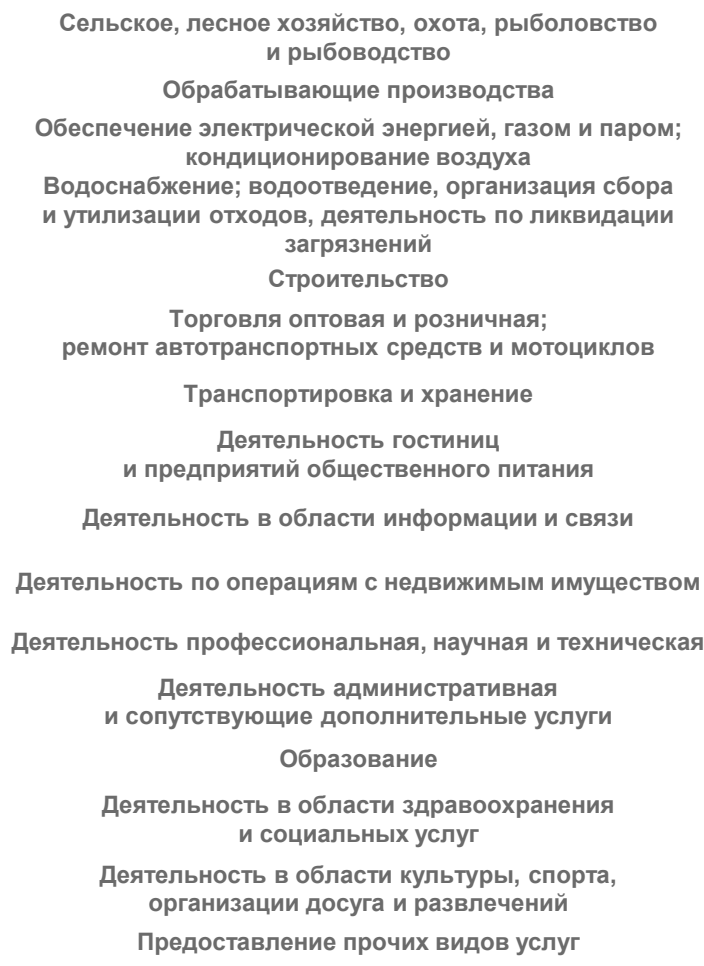 Сельское, лесное хозяйство, охота, рыболовство
и рыбоводство
Обрабатывающие производства
Обеспечение электрической энергией, газом и паром;
кондиционирование воздуха
Водоснабжение; водоотведение, организация сбора
и утилизации отходов, деятельность по ликвидации
загрязнений
Строительство
Торговля оптовая и розничная;
ремонт автотранспортных средств и мотоциклов
Транспортировка и хранение
Деятельность гостиниц
и предприятий общественного питания
Деятельность в области информации и связи
Деятельность по операциям с недвижимым имуществом
Деятельность профессиональная, научная и техническая
Деятельность административная
и сопутствующие дополнительные услуги
Образование
Деятельность в области здравоохранения
и социальных услуг
Деятельность в области культуры, спорта,
организации досуга и развлечений
Предоставление прочих видов услуг